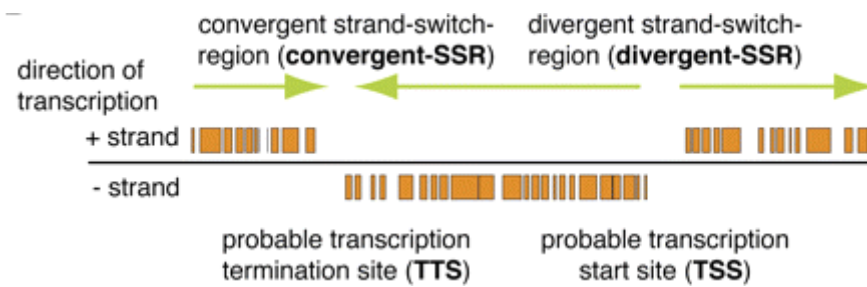 convergent strand-switch-
region (convergent-SSR)
divergent strand-switch-
region (divergent-SSR)
direction of
transcription
+ strand
- strand
probable transcription
termination site (TTS)
probable transcription
start site (TSS)